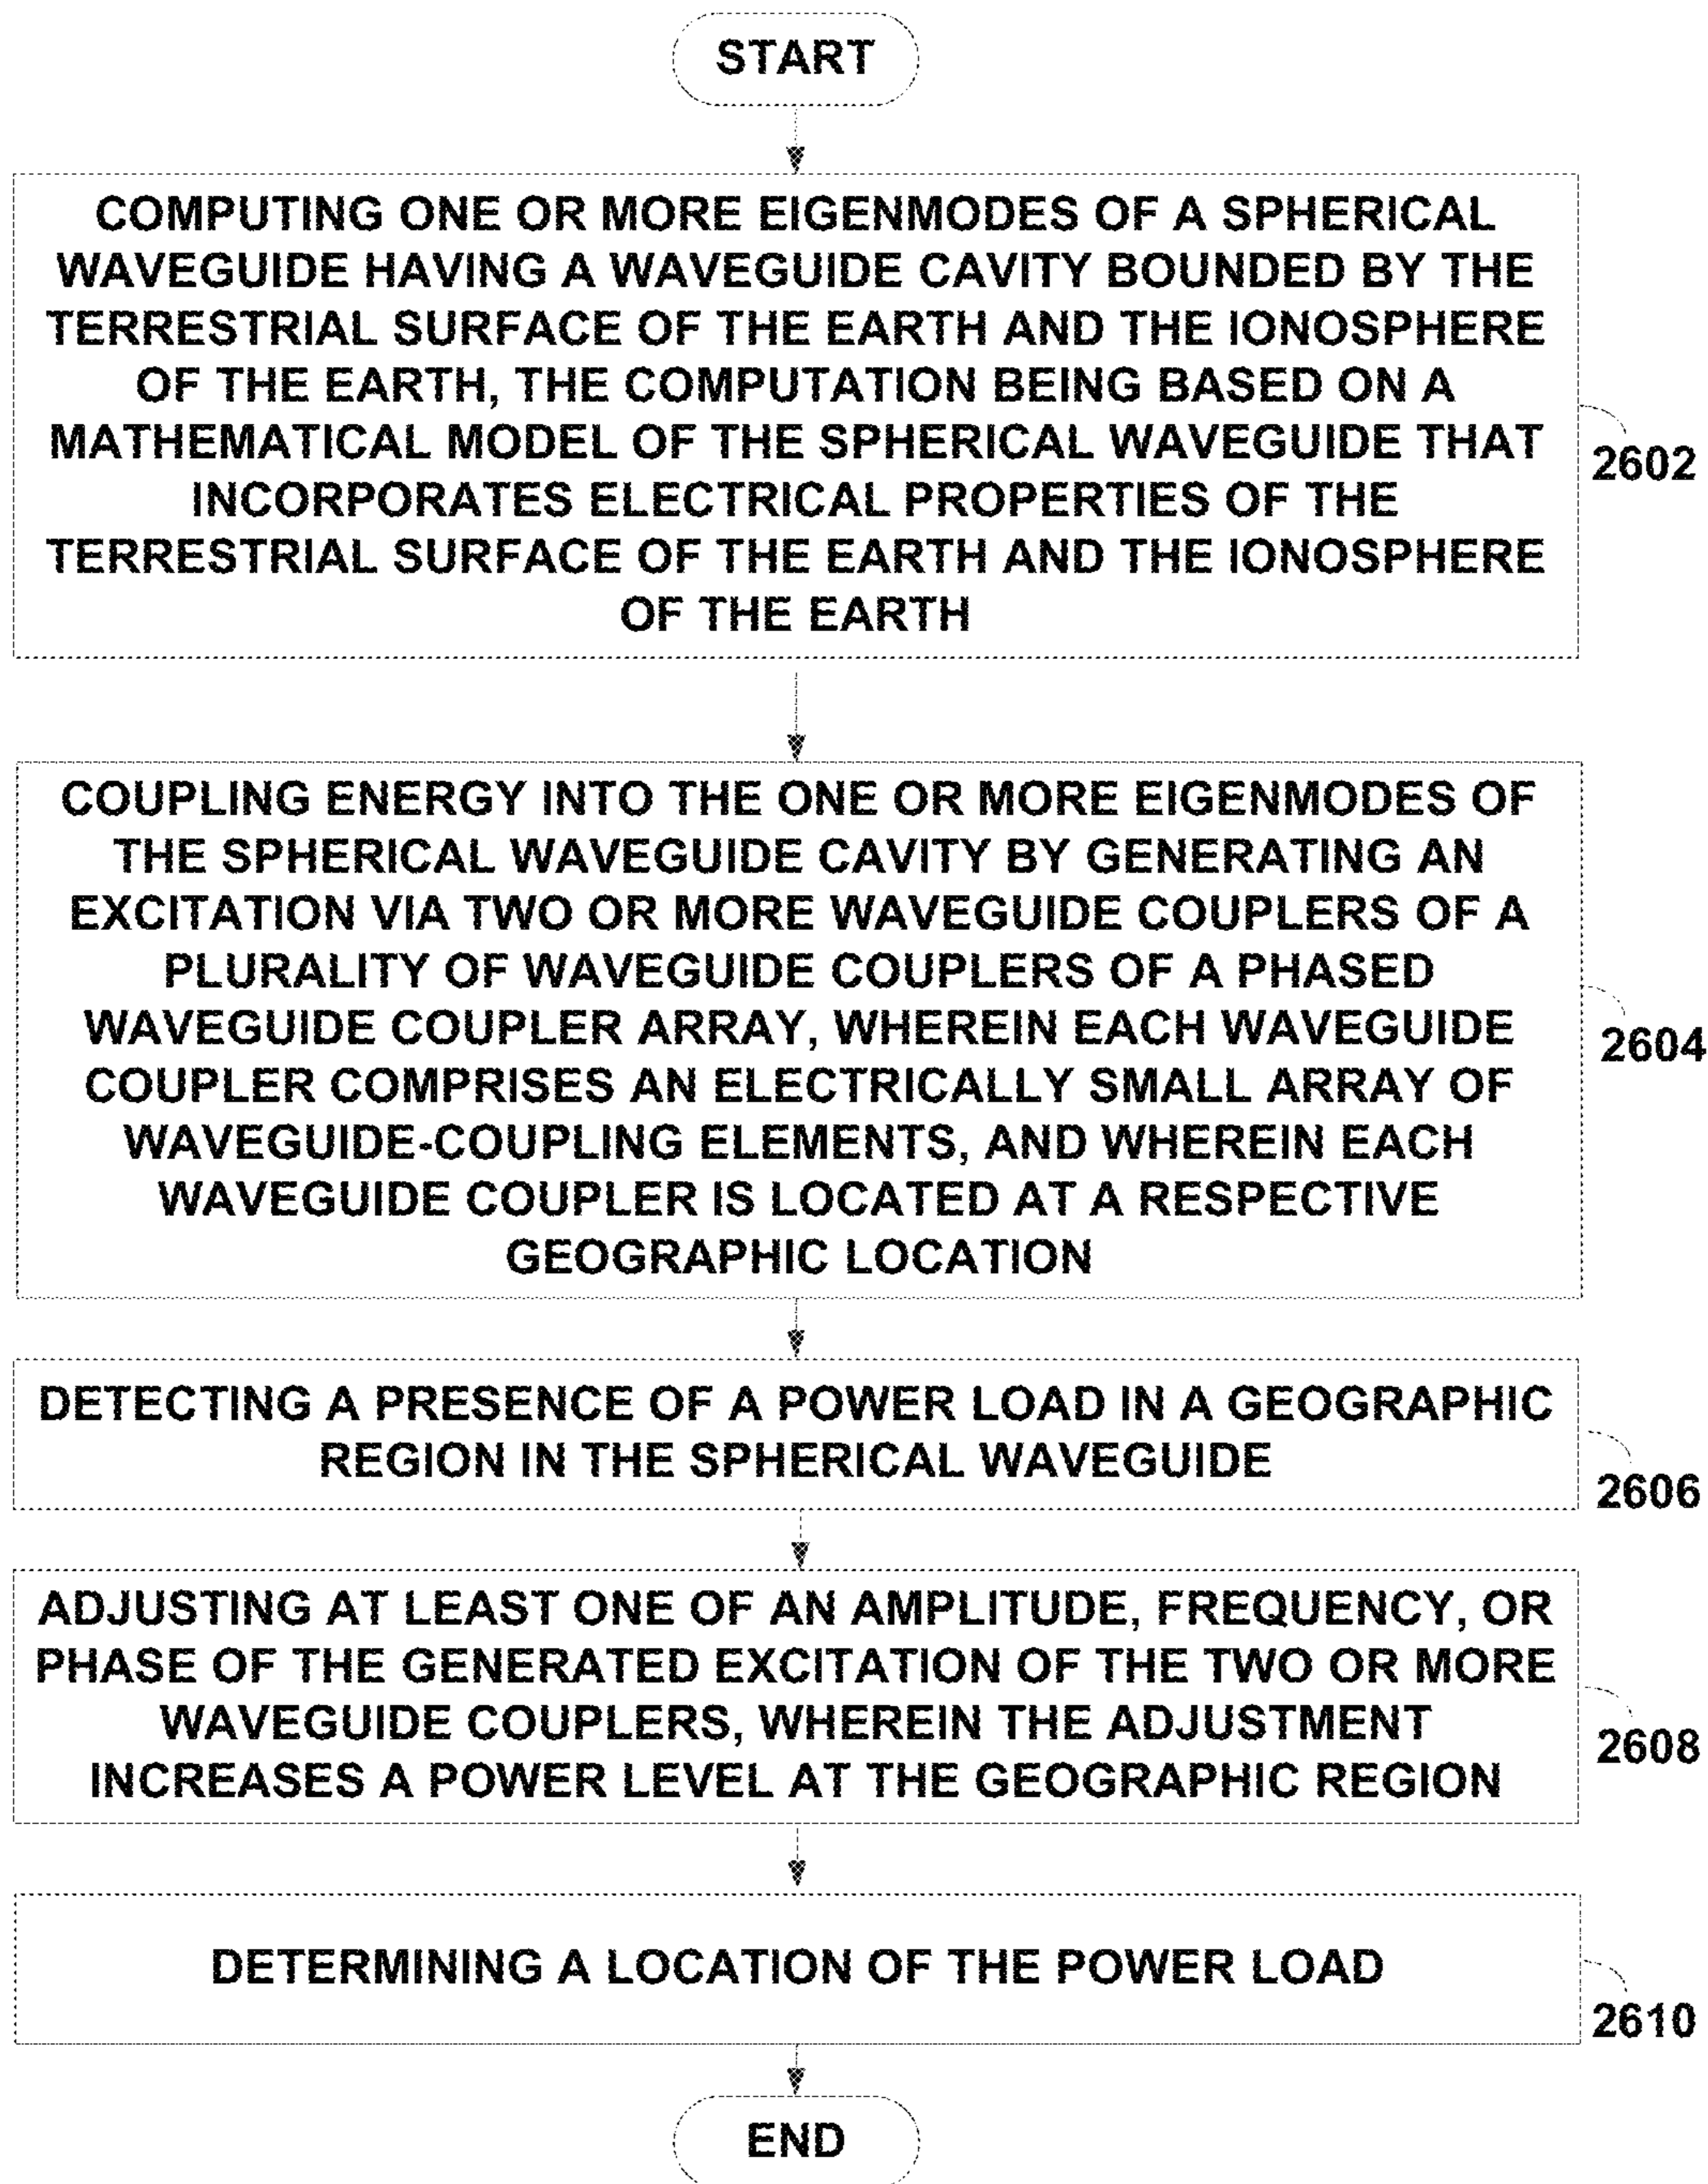 START
COMPUTING ONE OR MORE EIGENMODES OF A SPHERICAL
WAVEGUIDE HAVING A WAVEGUIDE CAVITY BOUNDED BY THE
TERRESTRIAL SURFACE OF THE EARTH AND THE IONOSPHERE
OF THE EARTH, THE COMPUTATION BEING BASED ON A
MATHEMATICAL MODEL OF THE SPHERICAL WAVEGUIDE THAT
INCORPORATES ELECTRICAL PROPERTIES OF THE
TERRESTRIAL SURFACE OF THE EARTH AND THE IONOSPHERE
OF THE EARTH
2602
COUPLING ENERGY INTO THE ONE OR MORE EIGENMODES OF
THE SPHERICAL WAVEGUIDE CAVITY BY GENERATING AN
EXCITATION VIA TWO OR MORE WAVEGUIDE COUPLERS OF A
PLURALITY OF WAVEGUIDE COUPLERS OF A PHASED
WAVEGUIDE COUPLER ARRAY, WHEREIN EACH WAVEGUIDE
COUPLER COMPRISES AN ELECTRICALLY SMALL ARRAY OF
WAVEGUIDE-COUPLING ELEMENTS, AND WHEREIN EACH
WAVEGUIDE COUPLER IS LOCATED AT A RESPECTIVE
GEOGRAPHIC LOCATION
2604
DETECTING A PRESENCE OF A POWER LOAD IN A GEOGRAPHIC
REGION IN THE SPHERICAL WAVEGUIDE
2606
ADJUSTING AT LEAST ONE OF AN AMPLITUDE, FREQUENCY, OR
PHASE OF THE GENERATED EXCITATION OF THE TWO OR MORE
WAVEGUIDE COUPLERS, WHEREIN THE ADJUSTMENT
INCREASES A POWER LEVEL AT THE GEOGRAPHIC REGION
2608
DETERMINING A LOCATION OF THE POWER LOAD
2610
END